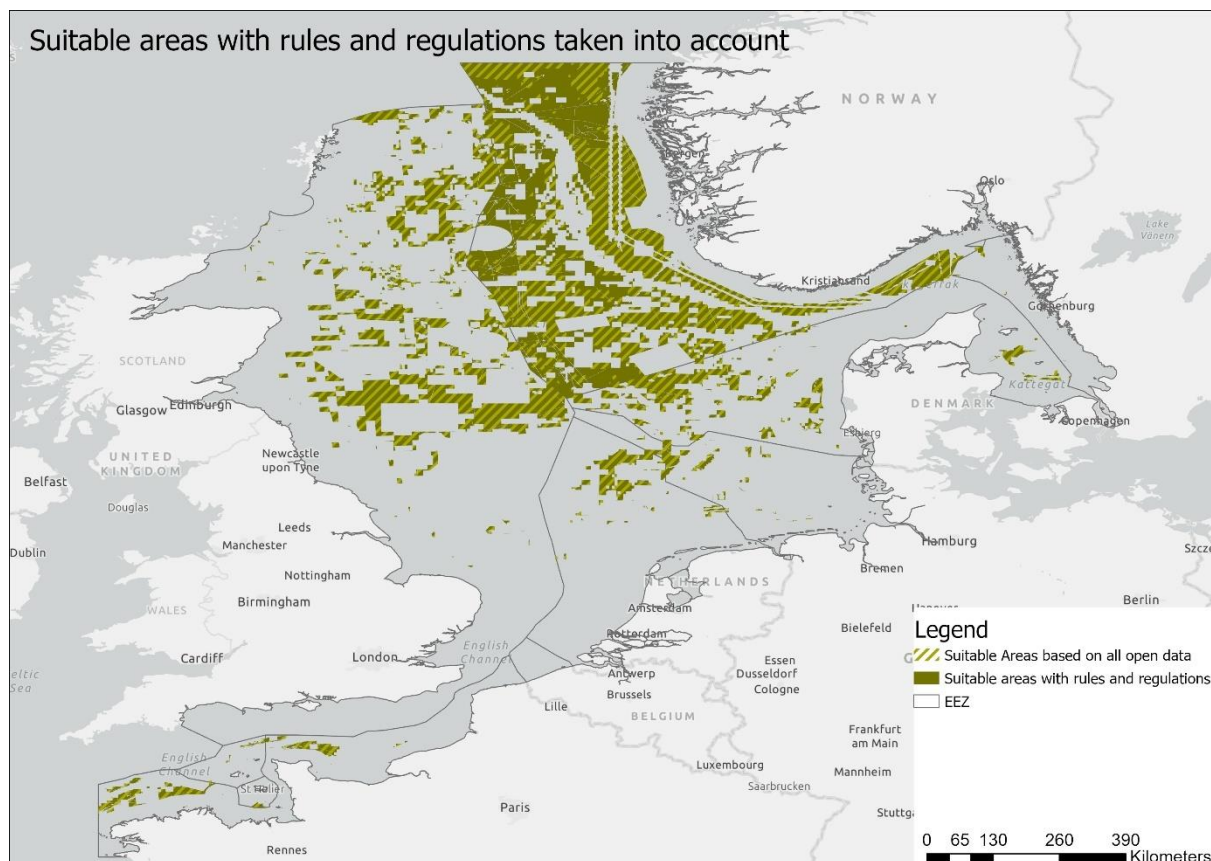 Suitable areas with rules and regulations taken into account
NORWAY
Bergen
Oslo
Lake
Vänern
Kristiansand
Gothenburg
SCOTLAND
Kattegat
Glasgow
Edinburgh
DENMARK
Copenhagen
Esbjerg
UNITED
KINGDOM
Newcastle
upon Tyne
Belfast
Douglas
Leeds
Hamburg
Dublin
Manchester
Bremen
Nottingham
NETHERLANDS
Birmingham
Amsterdam
Berlin
WALES
Rotterdam
Bielefeld
English
Channel
Cardiff
London
Antwerp
Essen
Dusseldorf
Cologne
Brussels
Lille
BELGIUM
Frankfurt
am Main
English
Channel
Luxembourg
Mannheim
St Helier
Saarbrucken
Paris
Rennes
Legend
Suitable Areas based on all open data
Suitable areas with rules and regulations
EEZ
0 65 130 260 390
Kilometers